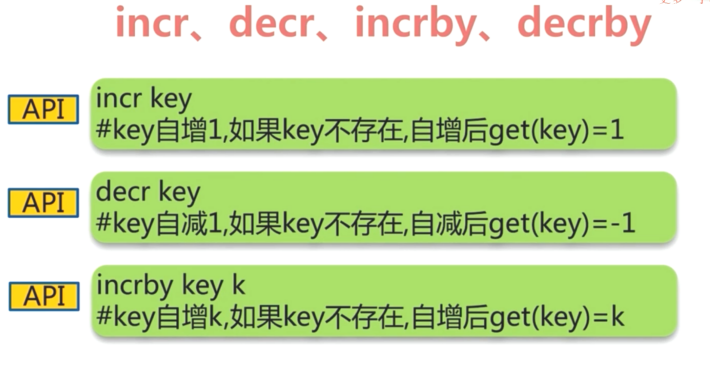 incr、decr、incrby、decrby
API
incr key
#key自增1,如果key不存在,自增后get(key)=1
API
decr key
#key自减1,如果key不存在,自减后get(key)=-1
API
incrby key k
#key自增k,如果key不存在,自增后get(key)=k